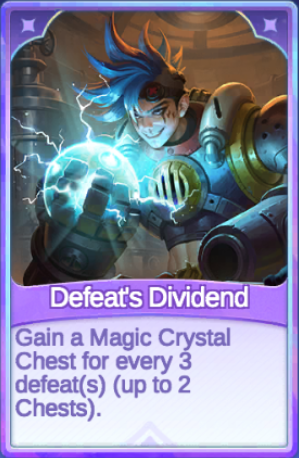 Defeat's Dividend
Gain a Magic Crystal
Chest for every 3
defeat(s) (up to 2
Chests).